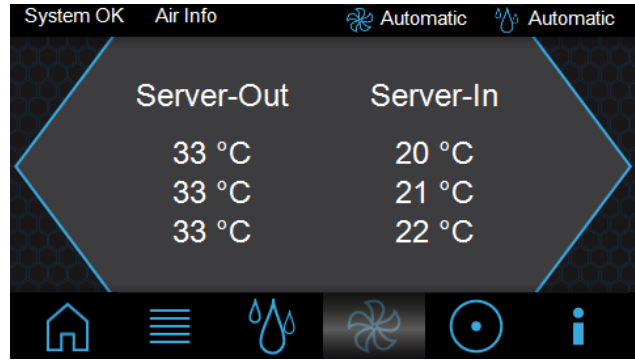 System OK Air Info Automatic Automatic
Server-Out Server-In
33 °C 20 °C
33 °C 21 °C
33 °C 22 °C